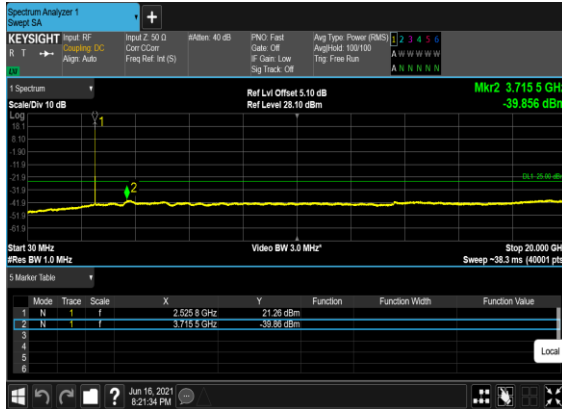 Spectrum Analyzer 1
Swept SA
+
KEYSIGHT Input: RF Input Z: 50 Ω #Atten: 40 dB PNO: Fast Avg Type: Power (RMS) 1 2 3 4 5 6
R T Coupling: DC Corr CCorr Gate: Off Avg|Hold: 100/100 A W W W W W
Align: Auto Freq Ref: Int (S) IF Gain: Low Trig: Free Run
LU Sig Track: Off A N N N N N
1 Spectrum Ref Lvl Offset 5.10 dB Mkr2 3.715 5 GHz
Scale/Div 10 dB Ref Level 28.10 dBm -39.856 dBm
Log
18.1
1
8.10
-1.90
-11.9
-21.9 DL1 -25.00 dBm
-31.9 2
-41.9
-51.9
-61.9
Start 30 MHz Video BW 3.0 MHz* Stop 20.000 GH
#Res BW 1.0 MHz Sweep ~38.3 ms (40001 pts
5 Marker Table
Mode Trace Scale X Y Function Function Width Function Value
1 N 1 f 2.525 8 GHz 21.26 dBm
2 N 1 f 3.715 5 GHz -39.86 dBm
3
4
5 Local
6
? Jun 16, 2021
8:21:34 PM